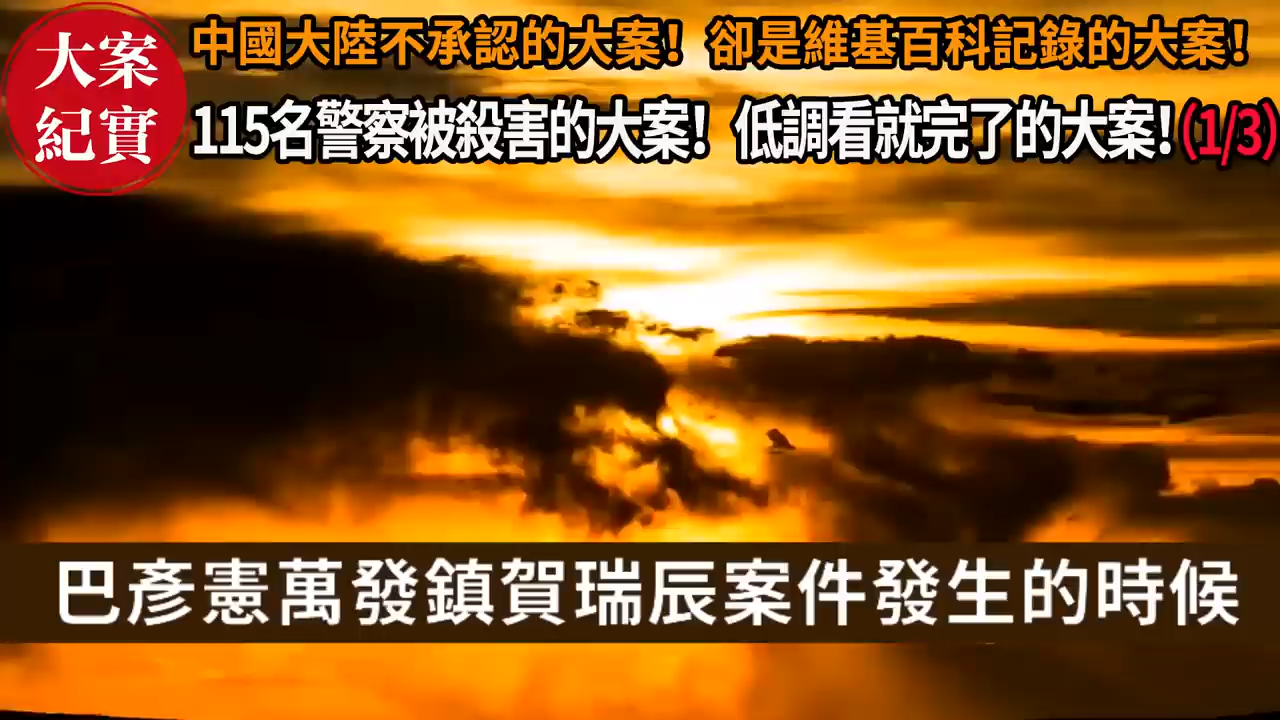 大案
紀實
中國大陸不承認的大案！卻是維基百科記錄的大案！
115名警察被殺害的大案！低調看就完了的大案！(1/3)
巴彥憲萬發鎮賀瑞辰案件發生的時候